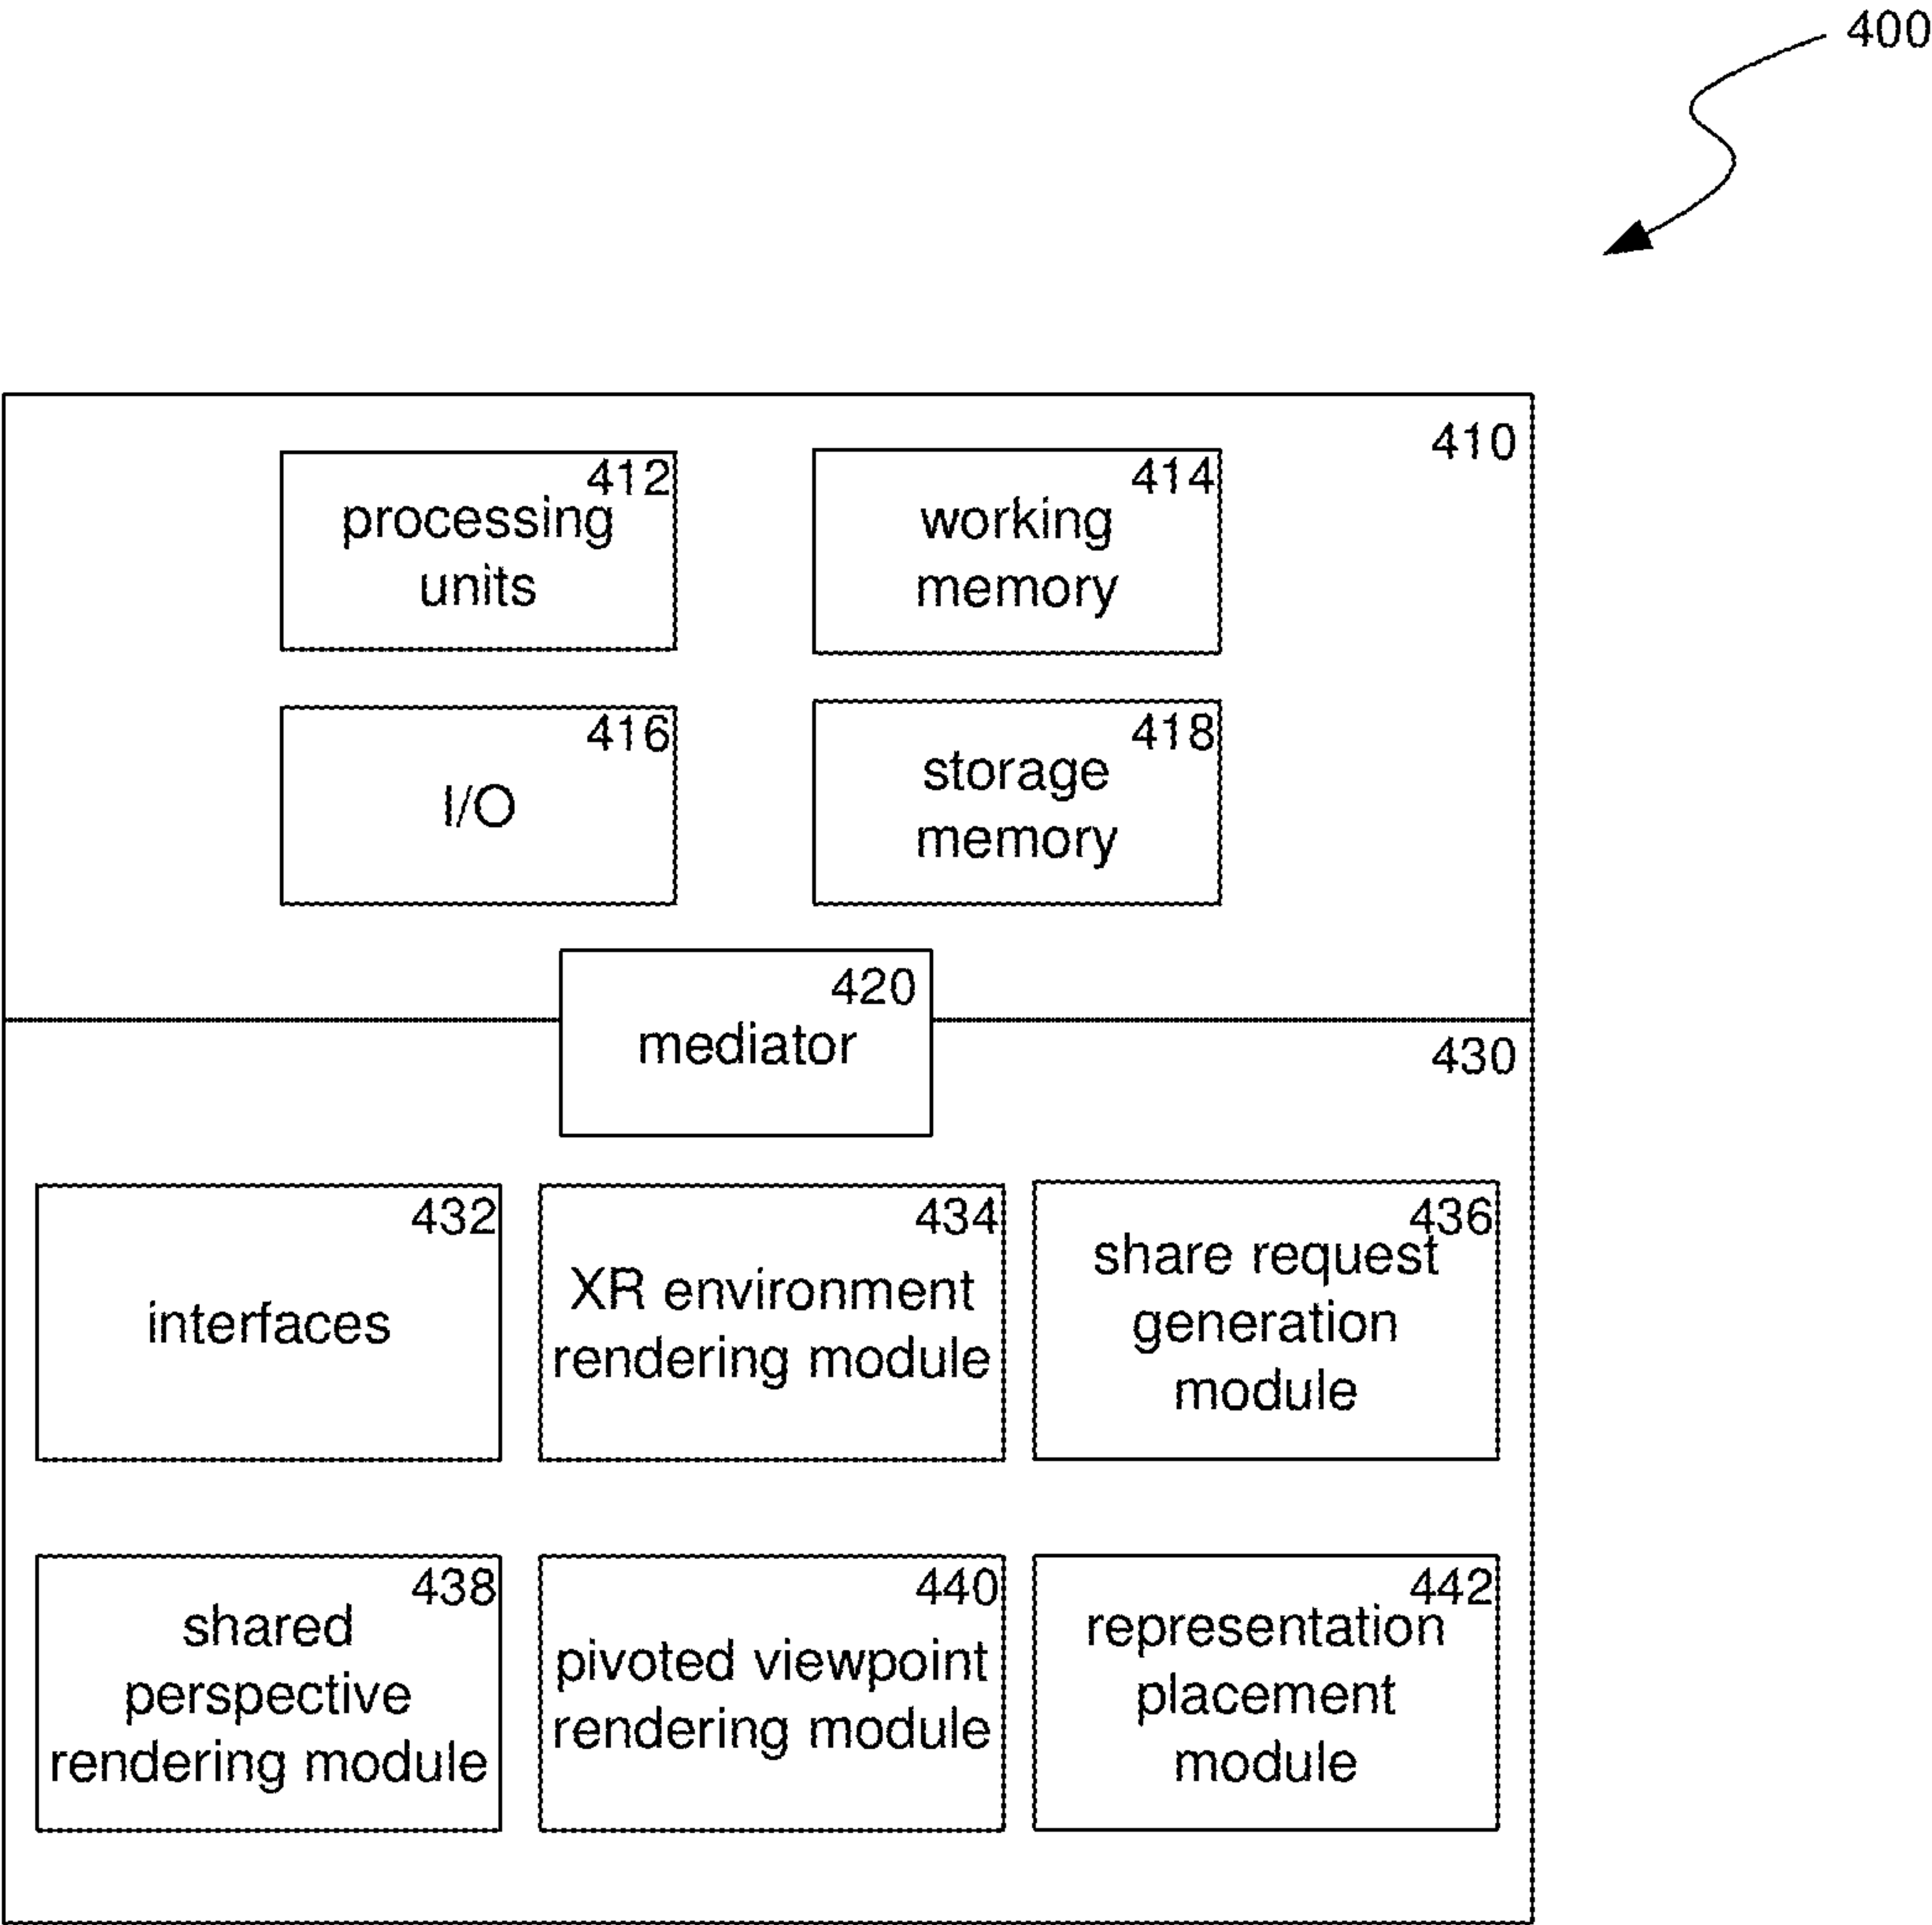 400
410
412
processing
units
414
working
memory
416
I/O
418
storage
memory
420
mediator
430
432
interfaces
434
XR environment
rendering module
436
share request
generation
module
438
shared
perspective
rendering module
440
pivoted viewpoint
rendering module
442
representation
placement
module